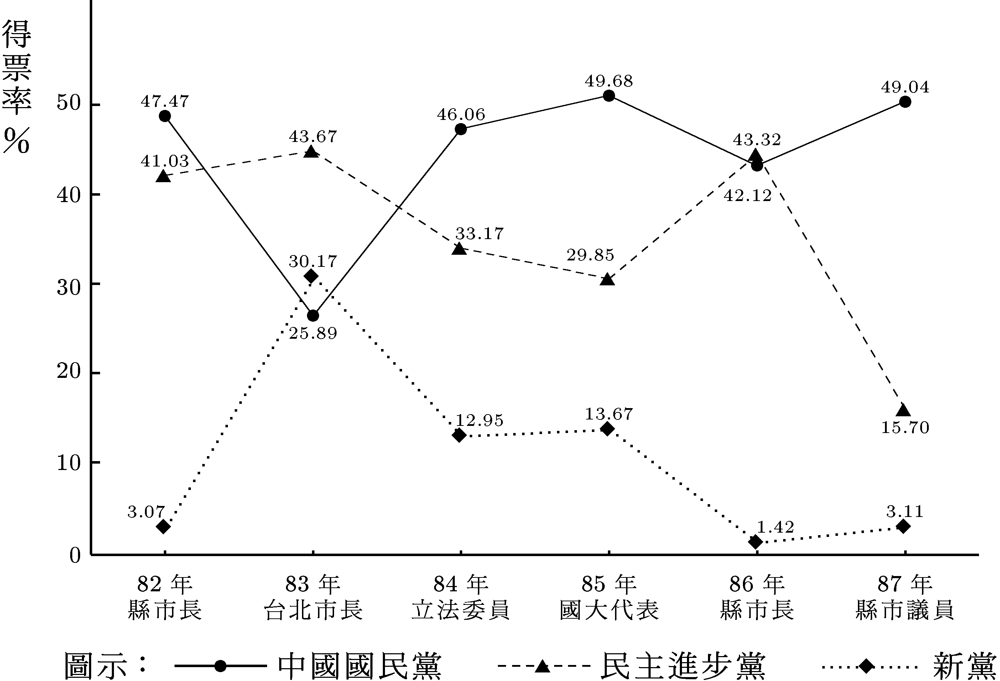 得票率%
50
40
30
20
10
0
47.47
41.03
3.07
43.67
30.17
25.89
46.06
33.17
12.95
49.68
29.85
13.67
43.32
42.12
1.42
49.04
15.70
3.11
82 年
縣市長
83 年
台北市長
84 年
立法委員
85 年
國大代表
86 年
縣市長
87 年
縣市議員
圖示： 中國國民黨 民主進步黨 新黨